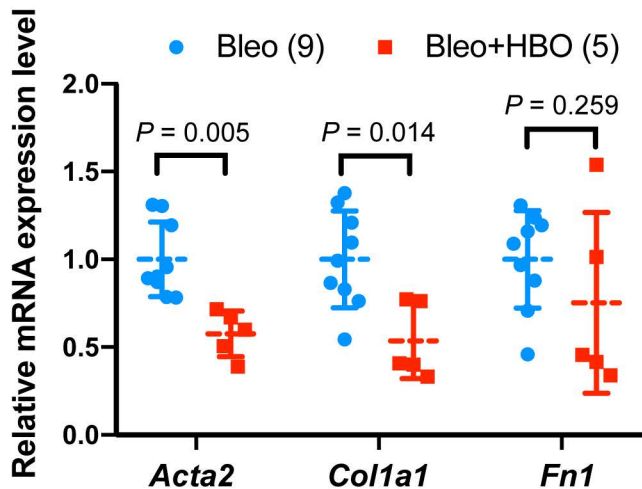 Bleo (9) Bleo+HBO (5)
Relative mRNA expression level
2.0
1.5
1.0
0.5
0.0
P = 0.005
P = 0.014
P = 0.259
Acta2 Col1a1 Fn1